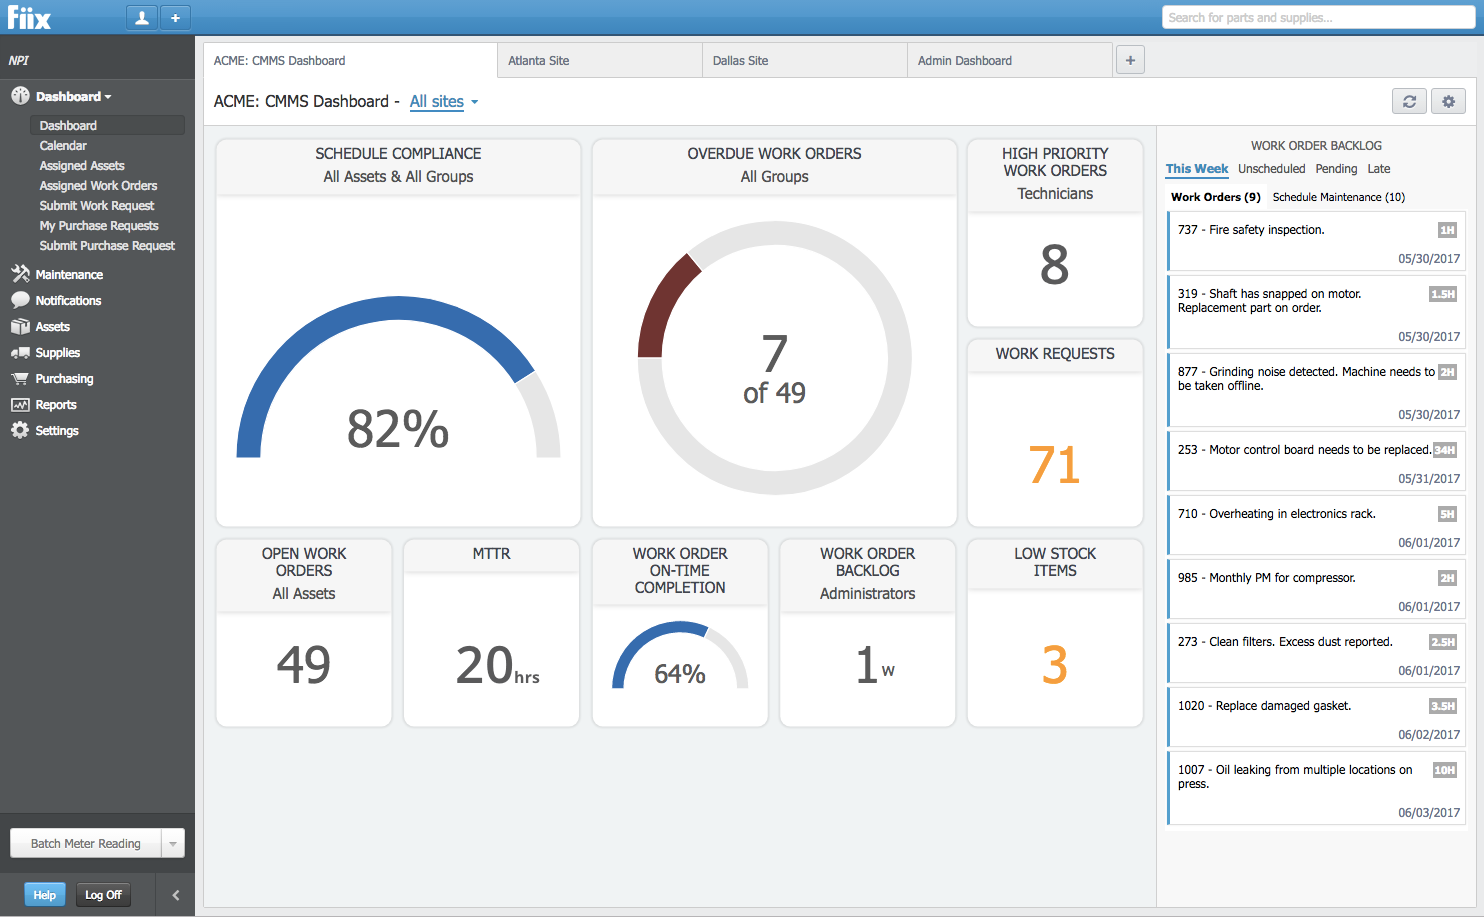 Fiix
+
Search for parts and supplies...
NPI
Dashboard
Dashboard
Calendar
Assigned Assets
Assigned Work Orders
Submit Work Request
My Purchase Requests
Submit Purchase Request
Maintenance
Notifications
Assets
Supplies
Purchasing
Reports
Settings
Batch Meter Reading
Help
Log Off
ACME: CMMS Dashboard
Atlanta Site
Dallas Site
Admin Dashboard
+
ACME: CMMS Dashboard - All sites
SCHEDULE COMPLIANCE
All Assets & All Groups
82%
OVERDUE WORK ORDERS
All Groups
7
of 49
HIGH PRIORITY
WORK ORDERS
Technicians
8
WORK REQUESTS
71
OPEN WORK
ORDERS
All Assets
49
MTTR
20hrs
WORK ORDER
ON-TIME
COMPLETION
64%
WORK ORDER
BACKLOG
Administrators
1w
LOW STOCK
ITEMS
3
WORK ORDER BACKLOG
This Week Unscheduled Pending Late
Work Orders (9) Schedule Maintenance (10)
737 - Fire safety inspection. 1H
05/30/2017
319 - Shaft has snapped on motor. 1.5H
Replacement part on order.
05/30/2017
877 - Grinding noise detected. Machine needs to 2H
be taken offline.
05/30/2017
253 - Motor control board needs to be replaced. 34H
05/31/2017
710 - Overheating in electronics rack. 5H
06/01/2017
985 - Monthly PM for compressor. 2H
06/01/2017
273 - Clean filters. Excess dust reported. 2.5H
06/01/2017
1020 - Replace damaged gasket. 3.5H
06/02/2017
1007 - Oil leaking from multiple locations on 10H
press.
06/03/2017